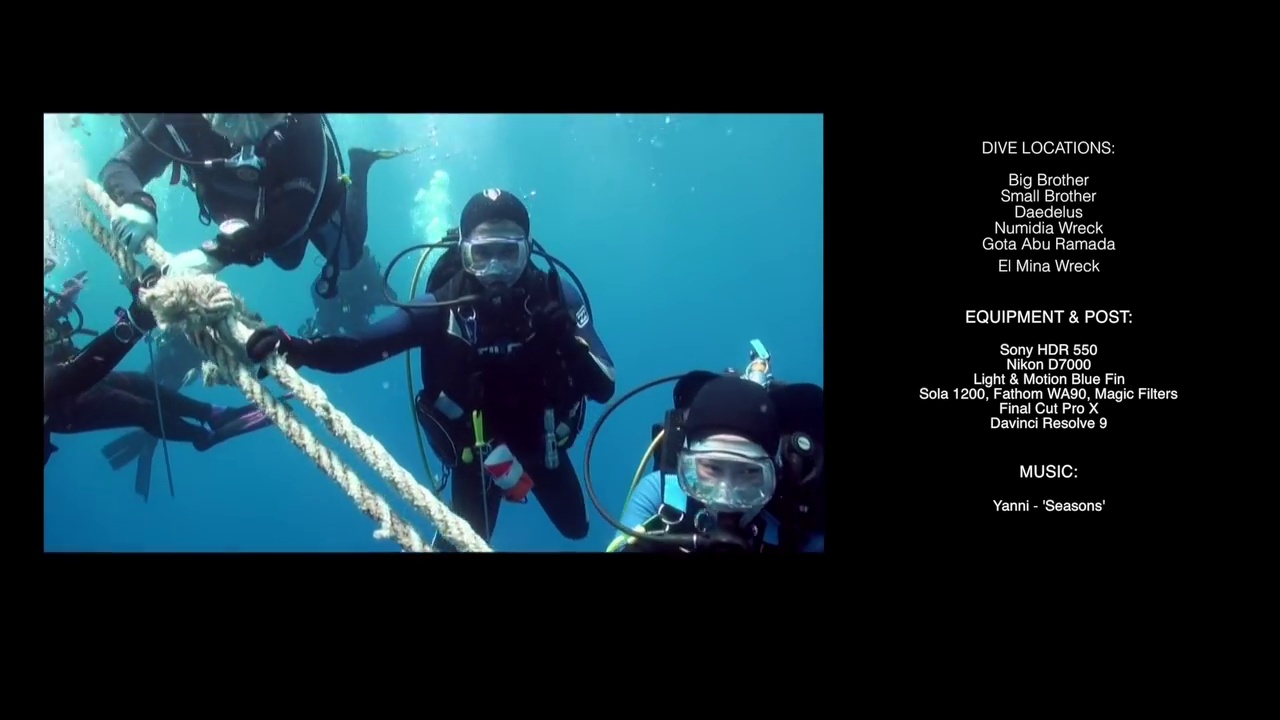 DIVE LOCATIONS:
Big Brother
Small Brother
Daedelus
Numidia Wreck
Gota Abu Ramada
El Mina Wreck
EQUIPMENT & POST:
Sony HDR 550
Nikon D7000
Light & Motion Blue Fin
Sola 1200, Fathom WA90, Magic Filters
Final Cut Pro X
Davinci Resolve 9
MUSIC:
Yanni - 'Seasons'